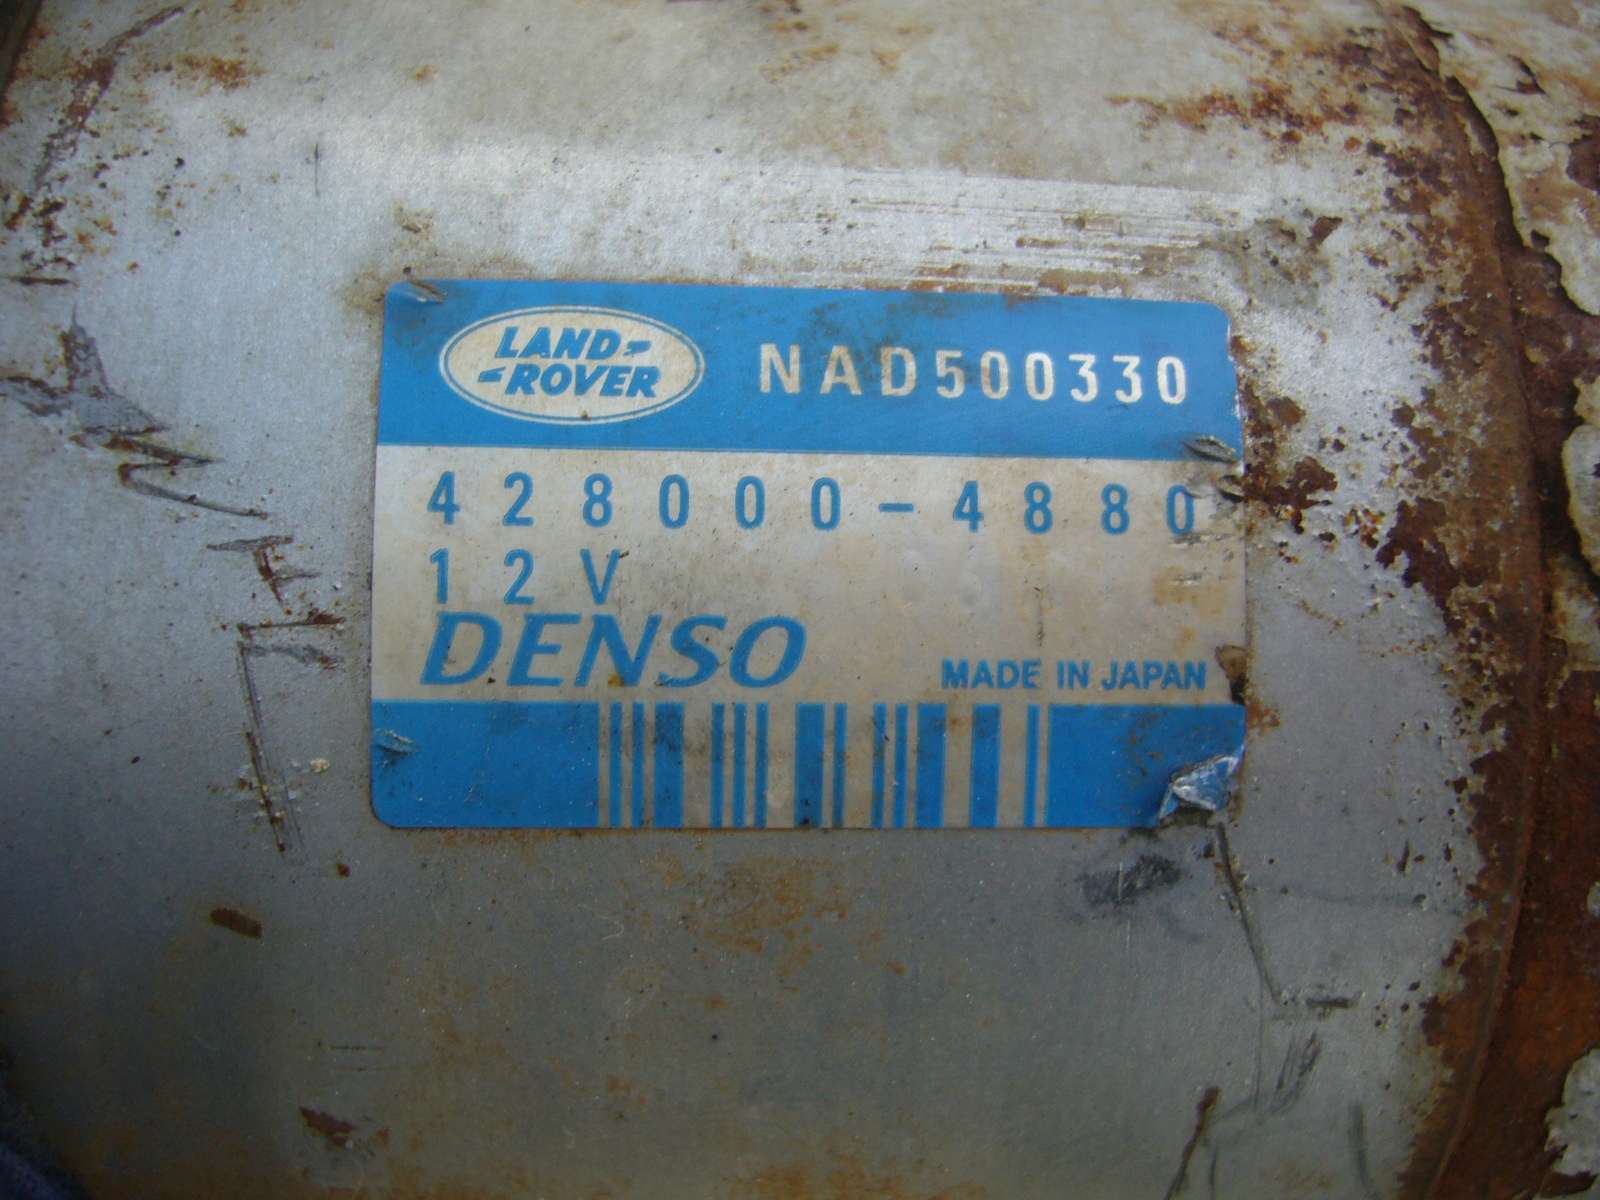 LAND-
-ROVER
NAD500330
428000-4880
12V
DENSO
MADE IN JAPAN